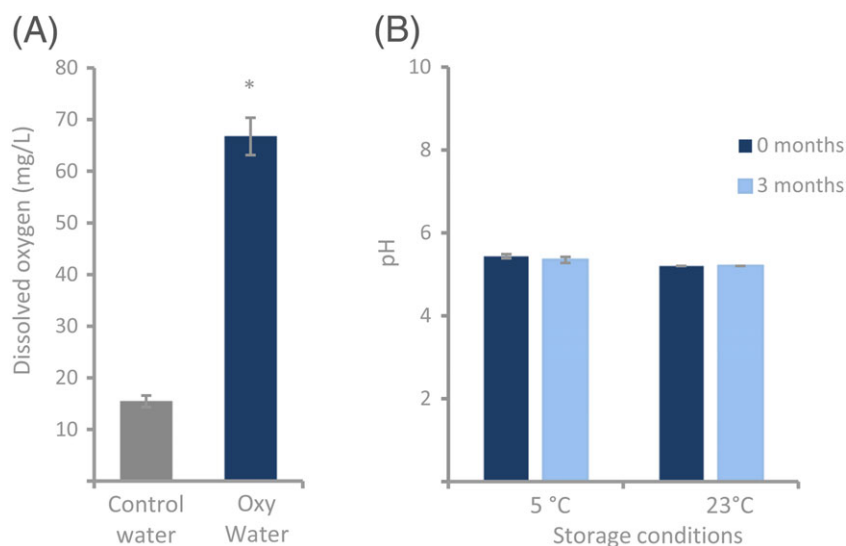 (A)
80
70
60
50
40
30
20
10
Dissolved oxygen (mg/L)
*
Control
water
Oxy
Water
(B)
10
8
6
4
2
pH
0 months
3 months
5 °C
23°C
Storage conditions